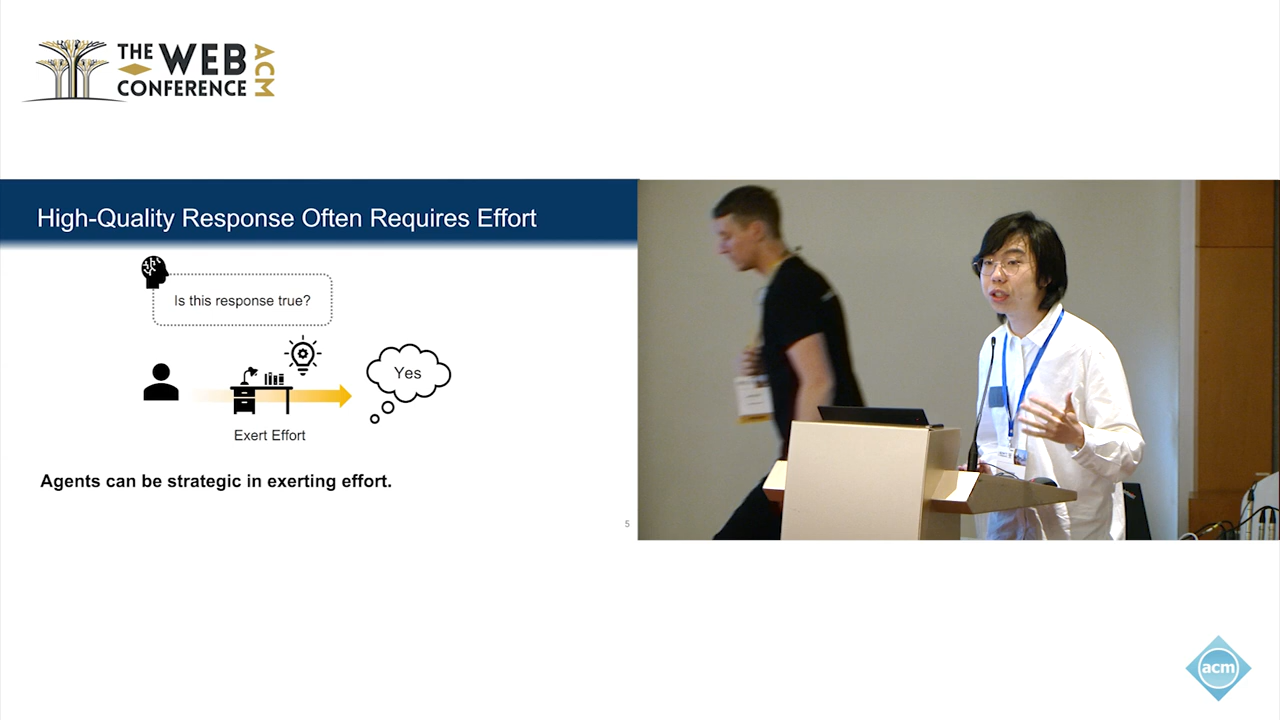 THE WEB
CONFERENCE
ACM
High-Quality Response Often Requires Effort
Is this response true?
Yes
Exert Effort
Agents can be strategic in exerting effort.
5
acm